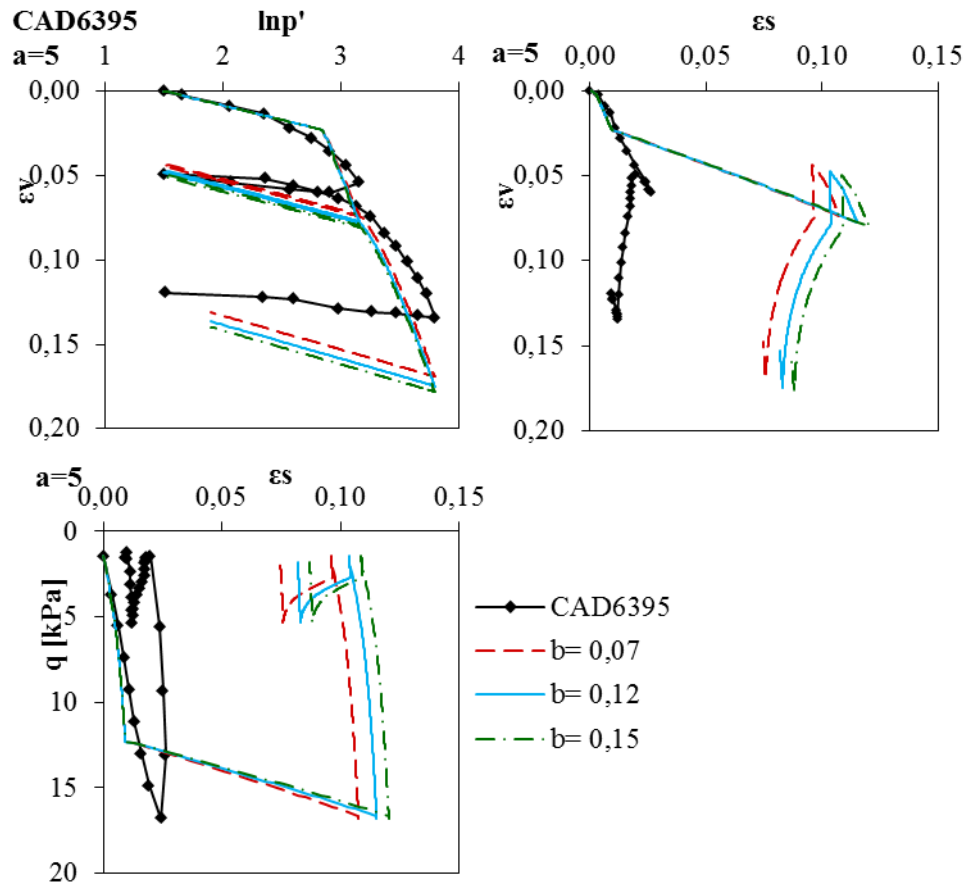 CAD6395
lnp'
a=5
1 2 3 4
0,00
0,05
0,10
0,15
0,20
εv
εs
a=5
0,00 0,05 0,10 0,15
0,00
0,05
0,10
0,15
0,20
εv
a=5
εs
0,00 0,05 0,10 0,15
0
5
10
15
20
q [kPa]
CAD6395
b= 0,07
b= 0,12
b= 0,15